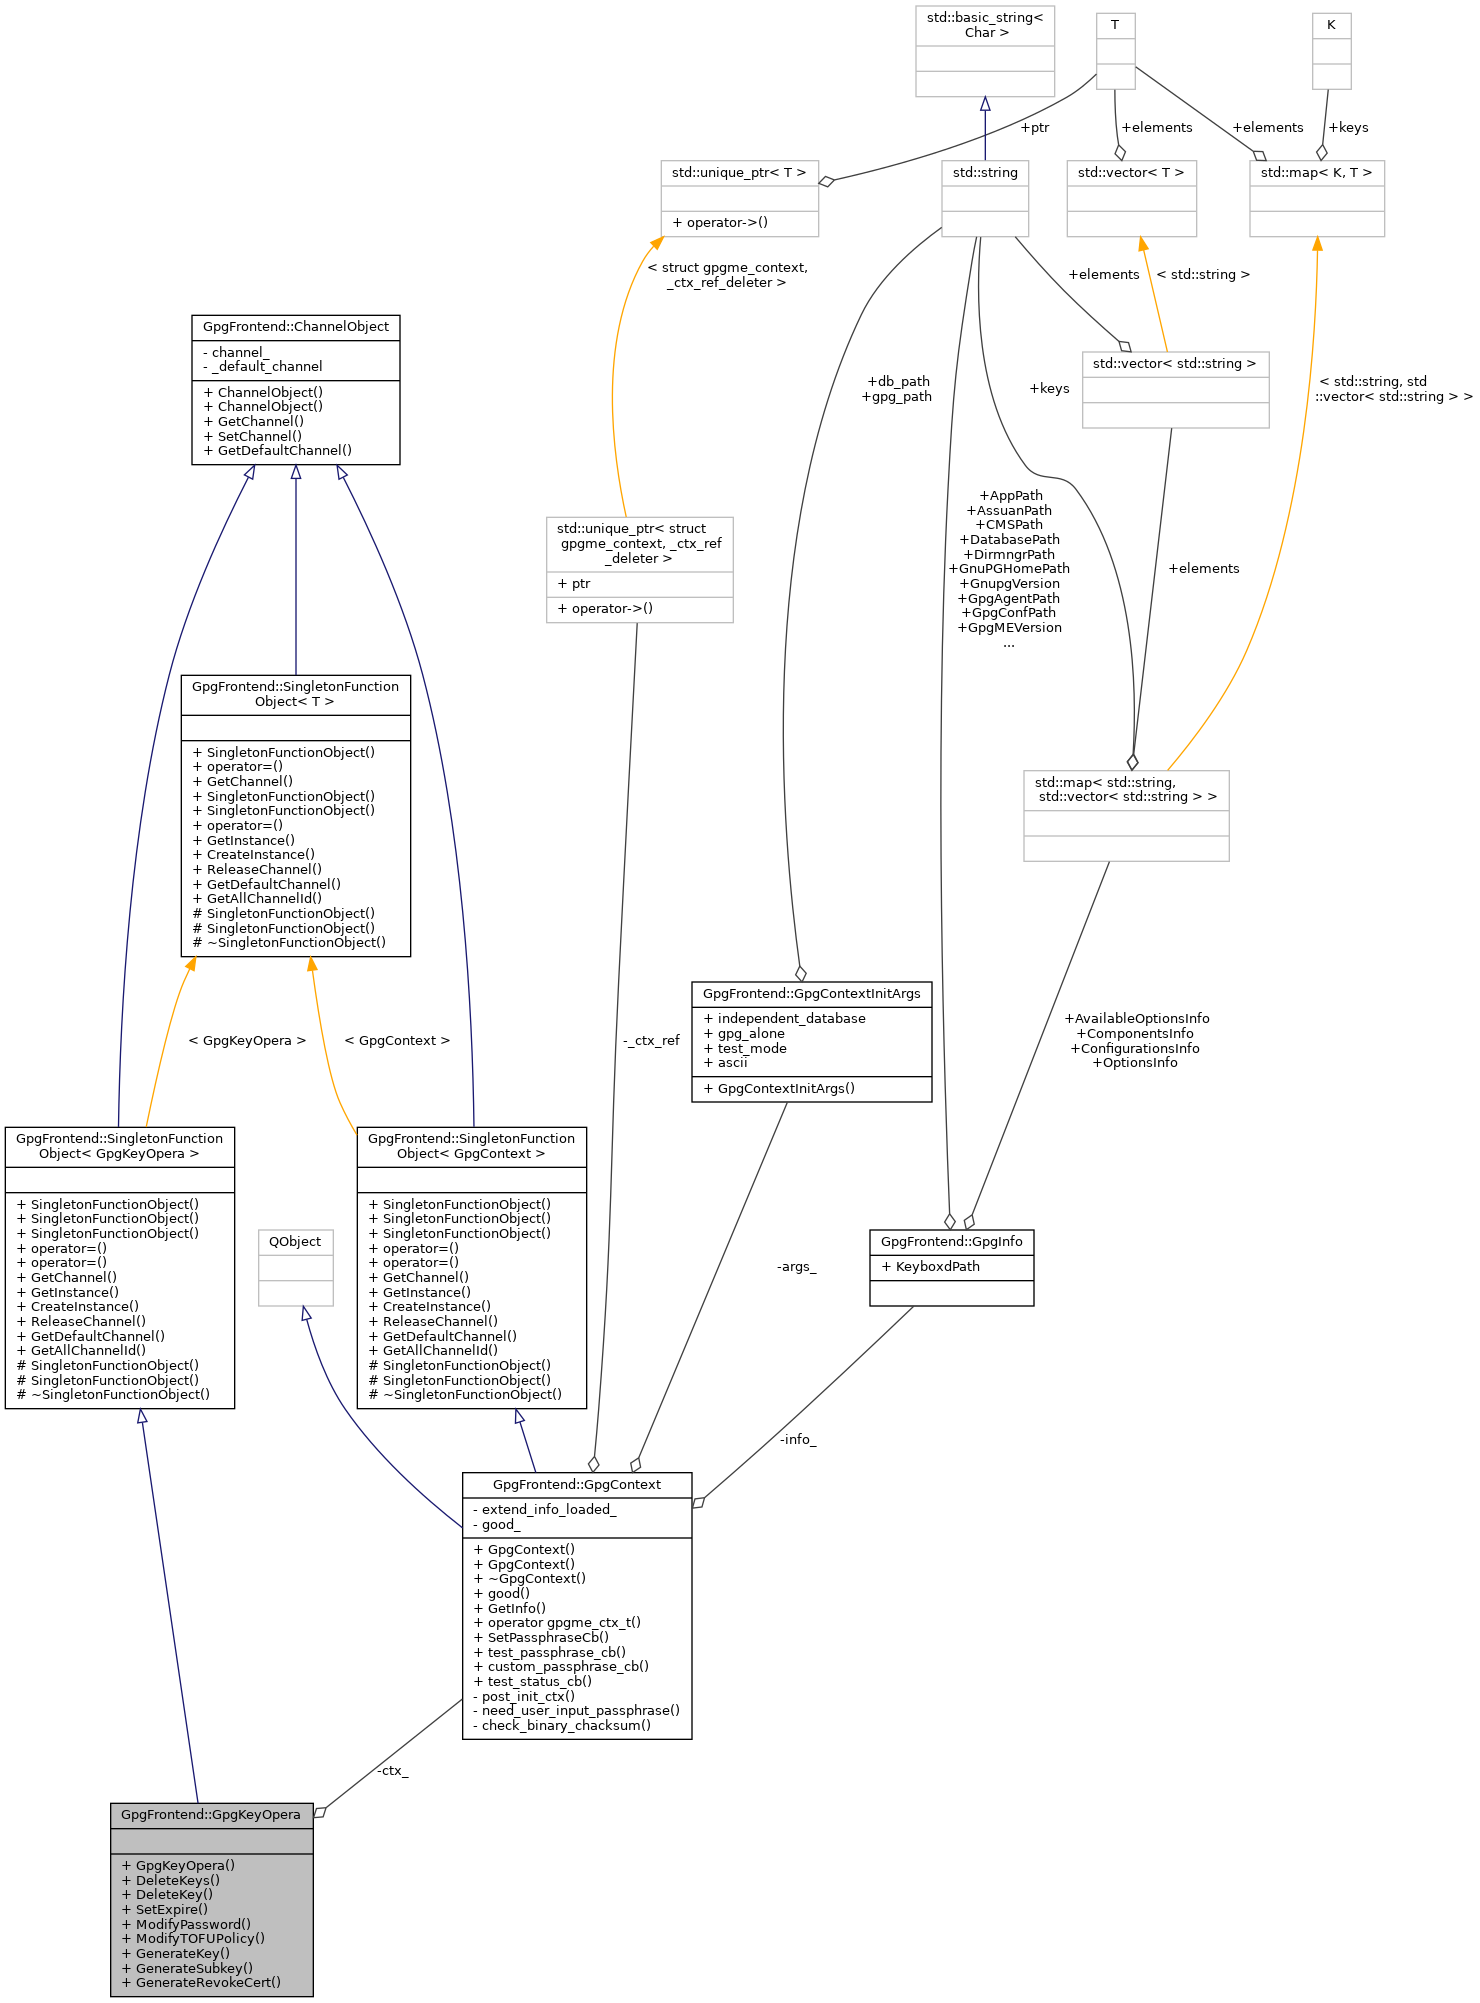 std::basic_string<
Char >
T
K
+ptr
+elements
+elements
+keys
std::unique_ptr< T >
+ operator->()
std::string
std::vector< T >
std::map< K, T >
< struct gpgme_context,
_ctx_ref_deleter >
+elements
< std::string >
GpgFrontend::ChannelObject
- channel_
- _default_channel
+ ChannelObject()
+ ChannelObject()
+ GetChannel()
+ SetChannel()
+ GetDefaultChannel()
+db_path
+gpg_path
+keys
std::vector< std::string >
< std::string, std
::vector< std::string > >
std::unique_ptr< struct
gpgme_context, _ctx_ref
_deleter >
+ ptr
+ operator->()
+AppPath
+AssuanPath
+CMSPath
+DatabasePath
+DirmngrPath
+GnuPGHomePath
+GnupgVersion
+GpgAgentPath
+GpgConfPath
+GpgMEVersion
...
+elements
GpgFrontend::SingletonFunction
Object< T >
+ SingletonFunctionObject()
+ operator=()
+ GetChannel()
+ SingletonFunctionObject()
+ SingletonFunctionObject()
+ operator=()
+ GetInstance()
+ CreateInstance()
+ ReleaseChannel()
+ GetDefaultChannel()
+ GetAllChannelId()
# SingletonFunctionObject()
# SingletonFunctionObject()
# ~SingletonFunctionObject()
std::map< std::string,
std::vector< std::string > >
< GpgKeyOpera >
< GpgContext >
-_ctx_ref
GpgFrontend::GpgContextInitArgs
+ independent_database
+ gpg_alone
+ test_mode
+ ascii
+ GpgContextInitArgs()
+AvailableOptionsInfo
+ComponentsInfo
+ConfigurationsInfo
+OptionsInfo
GpgFrontend::SingletonFunction
Object< GpgKeyOpera >
+ SingletonFunctionObject()
+ SingletonFunctionObject()
+ SingletonFunctionObject()
+ operator=()
+ operator=()
+ GetChannel()
+ GetInstance()
+ CreateInstance()
+ ReleaseChannel()
+ GetDefaultChannel()
+ GetAllChannelId()
# SingletonFunctionObject()
# SingletonFunctionObject()
# ~SingletonFunctionObject()
QObject
GpgFrontend::SingletonFunction
Object< GpgContext >
+ SingletonFunctionObject()
+ SingletonFunctionObject()
+ SingletonFunctionObject()
+ operator=()
+ operator=()
+ GetChannel()
+ GetInstance()
+ CreateInstance()
+ ReleaseChannel()
+ GetDefaultChannel()
+ GetAllChannelId()
# SingletonFunctionObject()
# SingletonFunctionObject()
# ~SingletonFunctionObject()
-args_
GpgFrontend::GpgInfo
+ KeyboxdPath
-info_
GpgFrontend::GpgContext
- extend_info_loaded_
- good_
+ GpgContext()
+ GpgContext()
+ ~GpgContext()
+ good()
+ GetInfo()
+ operator gpgme_ctx_t()
+ SetPassphraseCb()
+ test_passphrase_cb()
+ custom_passphrase_cb()
+ test_status_cb()
- post_init_ctx()
- need_user_input_passphrase()
- check_binary_chacksum()
-ctx_
GpgFrontend::GpgKeyOpera
+ GpgKeyOpera()
+ DeleteKeys()
+ DeleteKey()
+ SetExpire()
+ ModifyPassword()
+ ModifyTOFUPolicy()
+ GenerateKey()
+ GenerateSubkey()
+ GenerateRevokeCert()